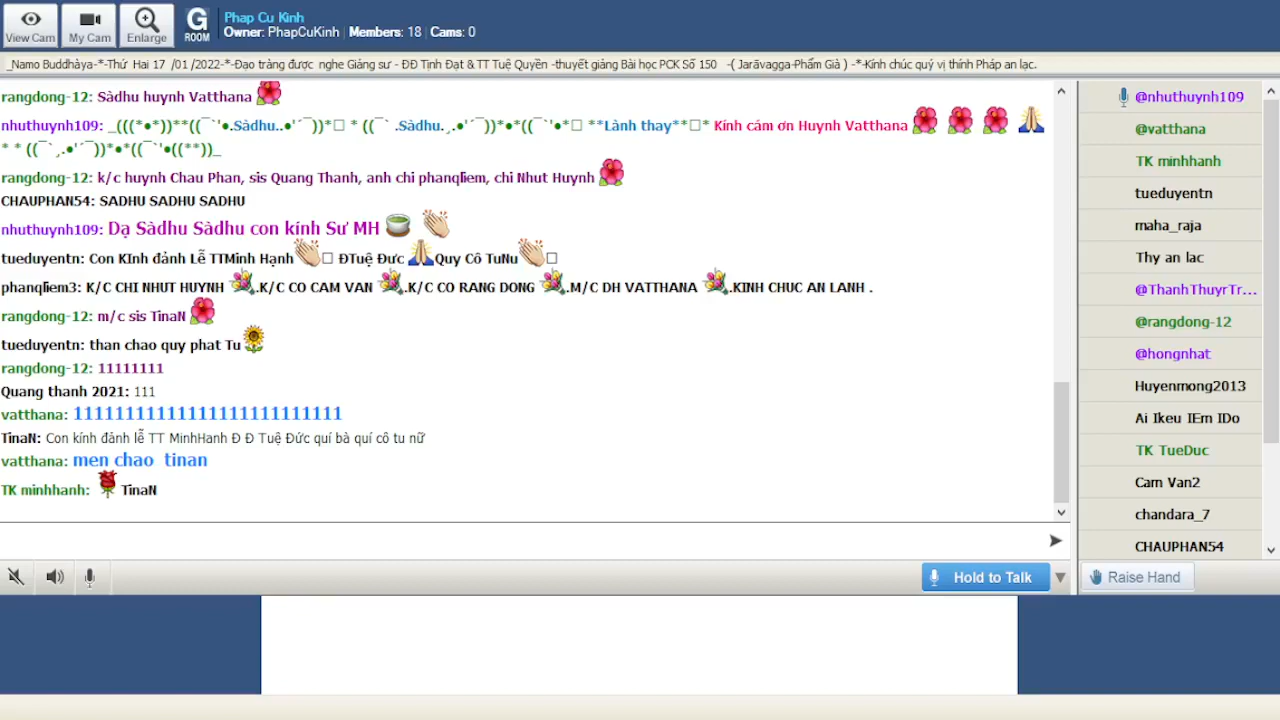 View Cam
My Cam
Enlarge
G
ROOM
Phap Cu Kinh
Owner: PhapCuKinh | Members: 18 | Cams: 0
_Namo Buddhàya-*-Thứ Hai 17 /01 /2022-*-Đạo tràng được nghe Giảng sư - ĐĐ Tịnh Đạt & TT Tuệ Quyền -thuyết giảng Bài học PCK Số 150 -( Jarāvagga-Phẩm Già ) -*-Kính chúc quý vị thính Pháp an lạc.
rangdong-12: Sàdhu huynh Vatthana
nhuthuynh109: _(((*•*))**((¯`'•.Sàdhu..•'´¯))*□ * ((¯` .Sàdhu.¸.•'´¯))*•*((¯`'•*□ **Lành thay**□* Kính cám ơn Huynh Vatthana
* * ((¯`¸.•'´¯))*•*((¯`'•((**))_
rangdong-12: k/c huynh Chau Phan, sis Quang Thanh, anh chi phanqliem, chi Nhut Huynh
CHAUPHAN54: SADHU SADHU SADHU
nhuthuynh109: Dạ Sàdhu Sàdhu con kính Sư MH
tueduyentn: Con KInh đảnh Lễ TTMinh Hạnh □ ĐTuệ Đưc Quy Cô TuNu □
phanqliem3: K/C CHI NHUT HUYNH .K/C CO CAM VAN .K/C CO RANG DONG .M/C DH VATTHANA .KINH CHUC AN LANH .
rangdong-12: m/c sis TinaN
tueduyentn: than chao quy phat Tu
rangdong-12: 11111111
Quang thanh 2021: 111
vatthana: 11111111111111111111111111
TinaN: Con kính đảnh lễ TT MinhHanh Đ Đ Tuệ Đức quí bà quí cô tu nữ
vatthana: men chao tinan
TK minhhanh: TinaN
@nhuthuynh109
@vatthana
TK minhhanh
tueduyentn
maha_raja
Thy an lac
@ThanhThuyrTr...
@rangdong-12
@hongnhat
Huyenmong2013
Ai lkeu IEm IDo
TK TueDuc
Cam Van2
chandara_7
CHAUPHAN54
Hold to Talk
Raise Hand